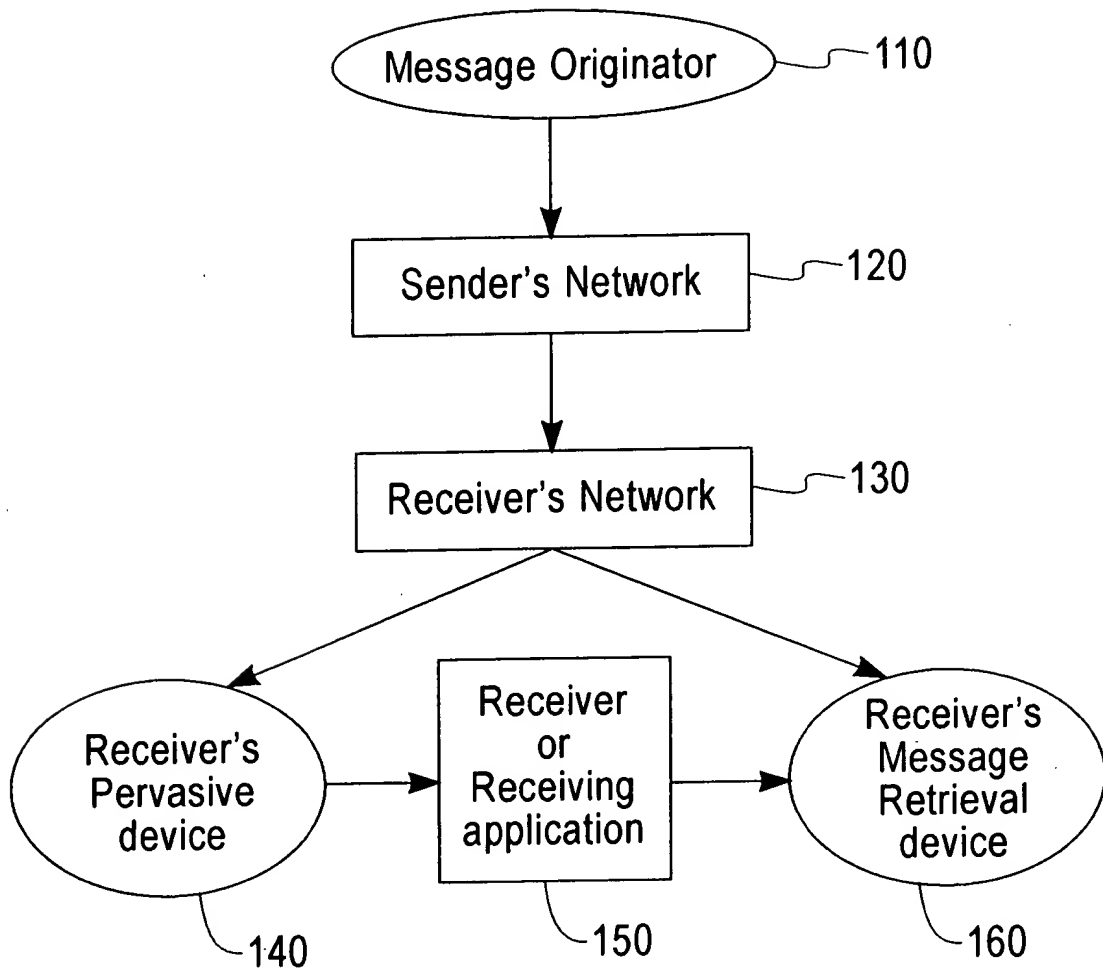 Message Originator
110
Sender's Network
120
Receiver's Network
130
Receiver's
Pervasive
device
140
Receiver
or
Receiving
application
150
Receiver's
Message
Retrieval
device
160